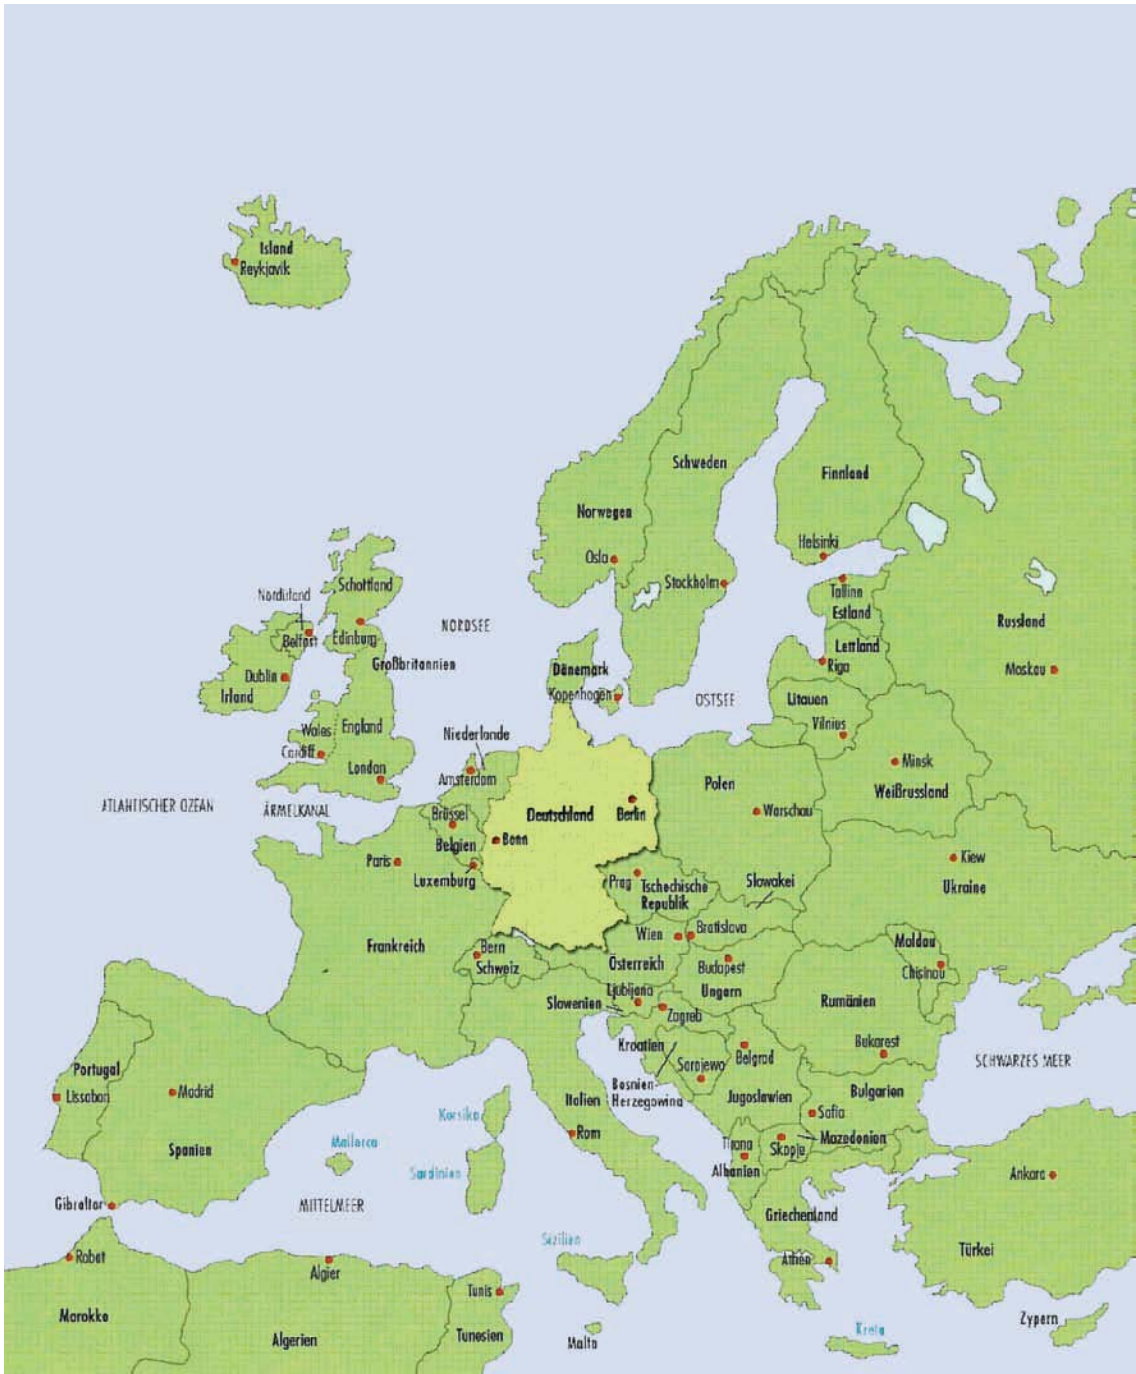 Island
Reykjavik
Schweden
Finnland
Norwegen
Helsinki
Oslo
Stockholm
Tallinn
Estland
Schottland
Nordirland
Belfast
Edinburg
NORDSEE
Russland
Lettland
Riga
Großbritannien
Dänemark
Moskau
Dublin
Irland
Kopenhagen
OSTSEE
Litauen
Vilnius
Wales
England
Niederlande
Cardiff
London
Amsterdam
Polen
Minsk
Weißrussland
ATLANTISCHER OZEAN
ÄRMELKANAL
Brüssel
Deutschland
Berlin
Warschau
Belgien
Bonn
Paris
Luxemburg
Kiew
Ukraine
Prag
Tschechische
Republik
Slowakei
Frankreich
Bern
Schweiz
Wien
Bratislava
Moldau
Österreich
Budapest
Chisinau
Ungarn
Rumänien
Slowenien
Ljubljana
Zagreb
Kroatien
Belgrad
Bukarest
SCHWARZES MEER
Portugal
Lissabon
Madrid
Sarajewo
Bosnien-
Herzegowina
Jugoslawien
Bulgarien
Korsika
Italien
Rom
Sofia
Mallorca
Spanien
Sardinien
Tirana
Skopje
Mazedonien
Albanien
Ankara
Gibraltar
MITTELMEER
Griechenland
Sizilien
Türkei
Rabat
Algier
Athen
Tunis
Marokko
Algerien
Tunesien
Malta
Kreta
Zypern